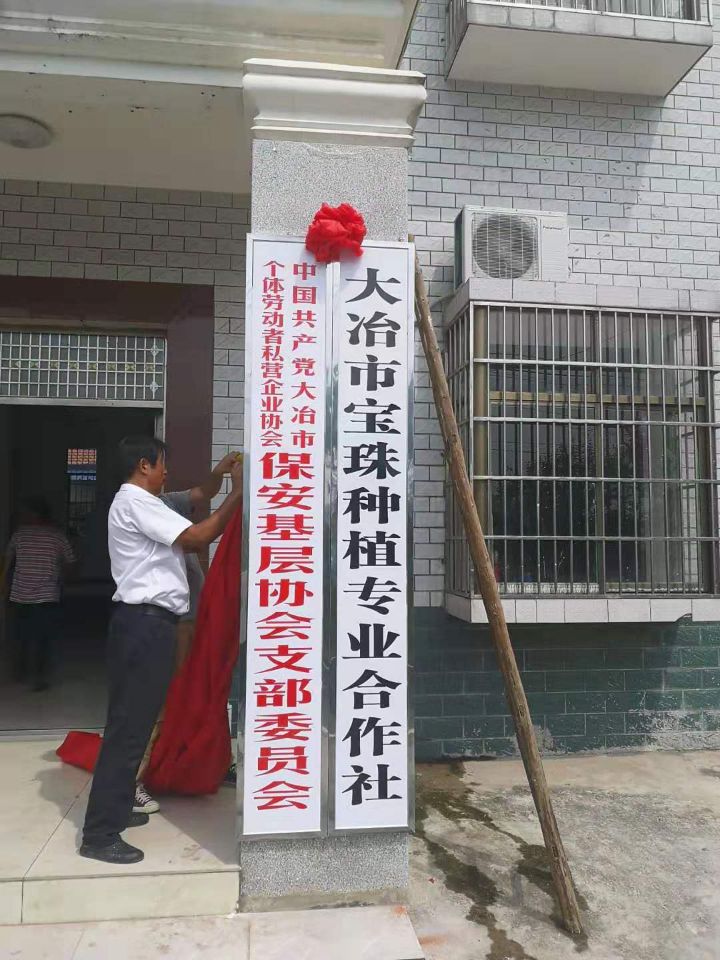 大冶市宝珠种植专业合作社
中国共产党大冶市
个体劳动者私营企业协会
保安基层协会支部委员会